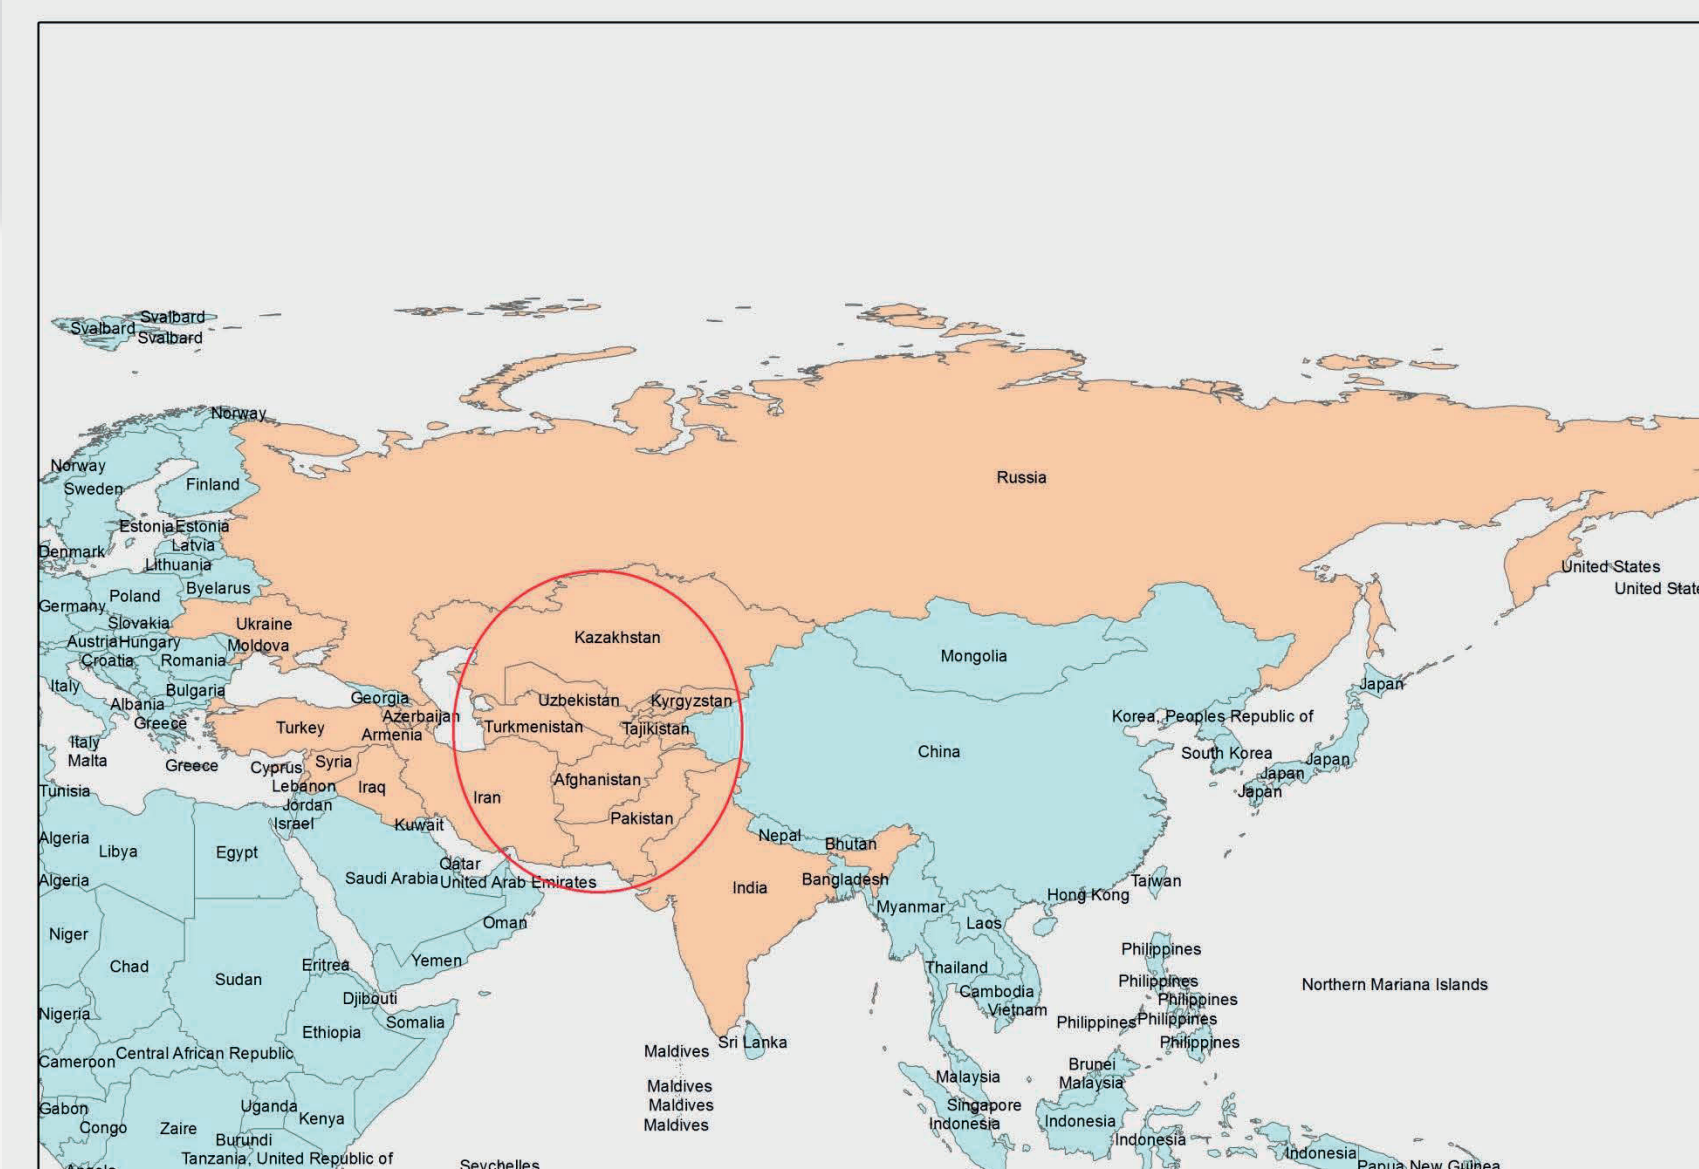 Svalbard
Svalbard
Svalbard
Norway
Norway
Russia
Sweden
Finland
Estonia
Estonia
Latvia
Denmark
Lithuania
United States
Byelarus
Poland
Germany
Slovakia
Ukraine
Kazakhstan
Austria
Hungary
Moldova
Mongolia
Croatia
Romania
Italy
Japan
Bulgaria
Georgia
Uzbekistan
Kyrgyzstan
Albania
Azerbaijan
Korea, Peoples Republic of
Greece
Turkey
Turkmenistan
Tajikistan
Armenia
Italy
China
South Korea
Malta
Syria
Japan
Greece
Cyprus
Japan
Afghanistan
Lebanon
Iraq
Tunisia
Iran
Japan
Jordan
Pakistan
Israel
Kuwait
Nepal
Algeria
Bhutan
Libya
Egypt
Qatar
Algeria
Saudi Arabia
United Arab Emirates
India
Bangladesh
Taiwan
Hong Kong
Myanmar
Oman
Laos
Niger
Philippines
Yemen
Chad
Eritrea
Thailand
Sudan
Philippines
Northern Mariana Islands
Cambodia
Djibouti
Philippines
Vietnam
Nigeria
Somalia
Philippines
Philippines
Ethiopia
Sri Lanka
Philippines
Maldives
Central African Republic
Cameroon
Brunei
Malaysia
Malaysia
Maldives
Uganda
Maldives
Singapore
Gabon
Kenya
Maldives
Indonesia
Indonesia
Congo
Zaire
Burundi
Indonesia
Indonesia
Tanzania, United Republic of
Seychelles
Papua New Guinea